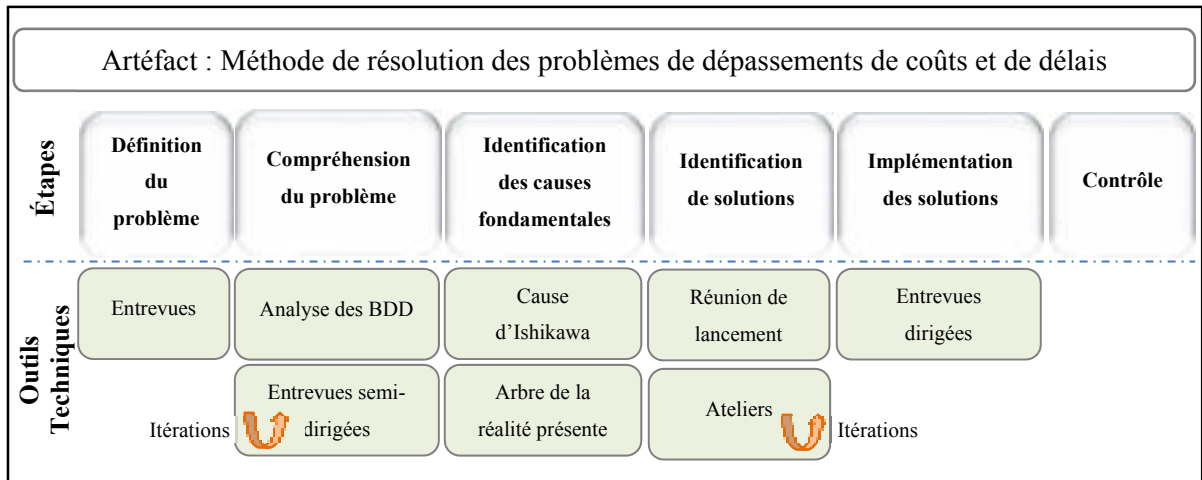 Artéfact : Méthode de résolution des problèmes de dépassements de coûts et de délais
Étapes
Définition
du
problème
Compréhension
du problème
Identification
des causes
fondamentales
Identification
de solutions
Implémentation
des solutions
Contrôle
Outils
Techniques
Entrevues
Analyse des BDD
Cause
d’Ishikawa
Réunion de
lancement
Entrevues
dirigées
Entrevues semi-
dirigées
Itérations
Arbre de la
réalité présente
Ateliers
Itérations